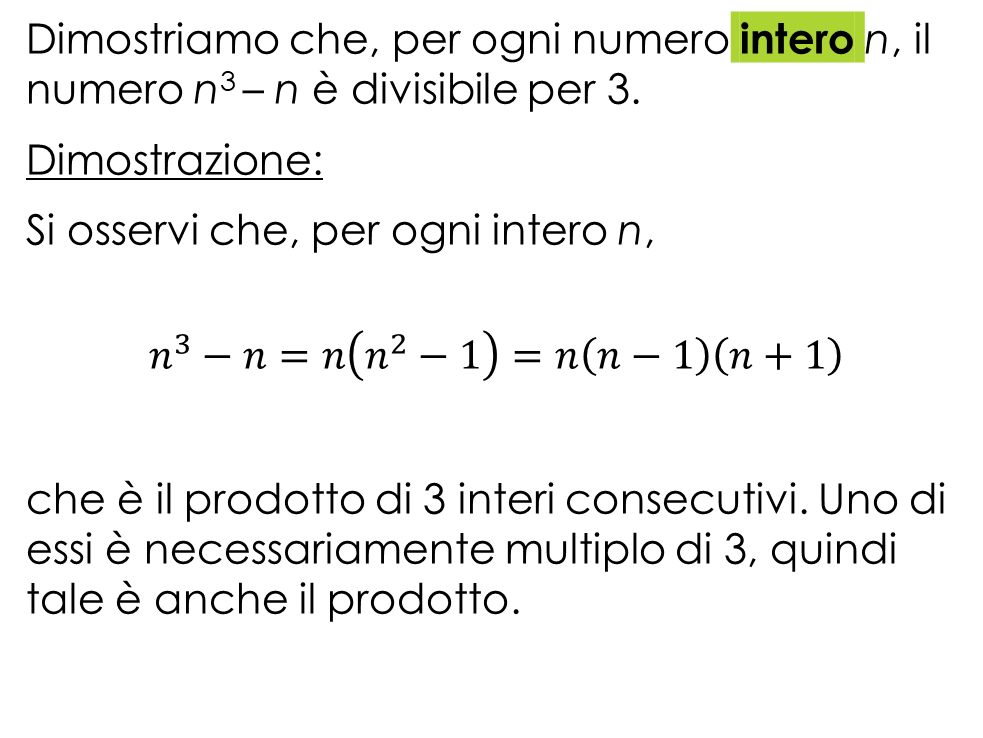 Dimostriamo che, per ogni numero intero n, il
numero n³ – n è divisibile per 3.
Dimostrazione:
Si osservi che, per ogni intero n,
n³ − n = n(n² − 1) = n(n − 1)(n + 1)
che è il prodotto di 3 interi consecutivi. Uno di
essi è necessariamente multiplo di 3, quindi
tale è anche il prodotto.